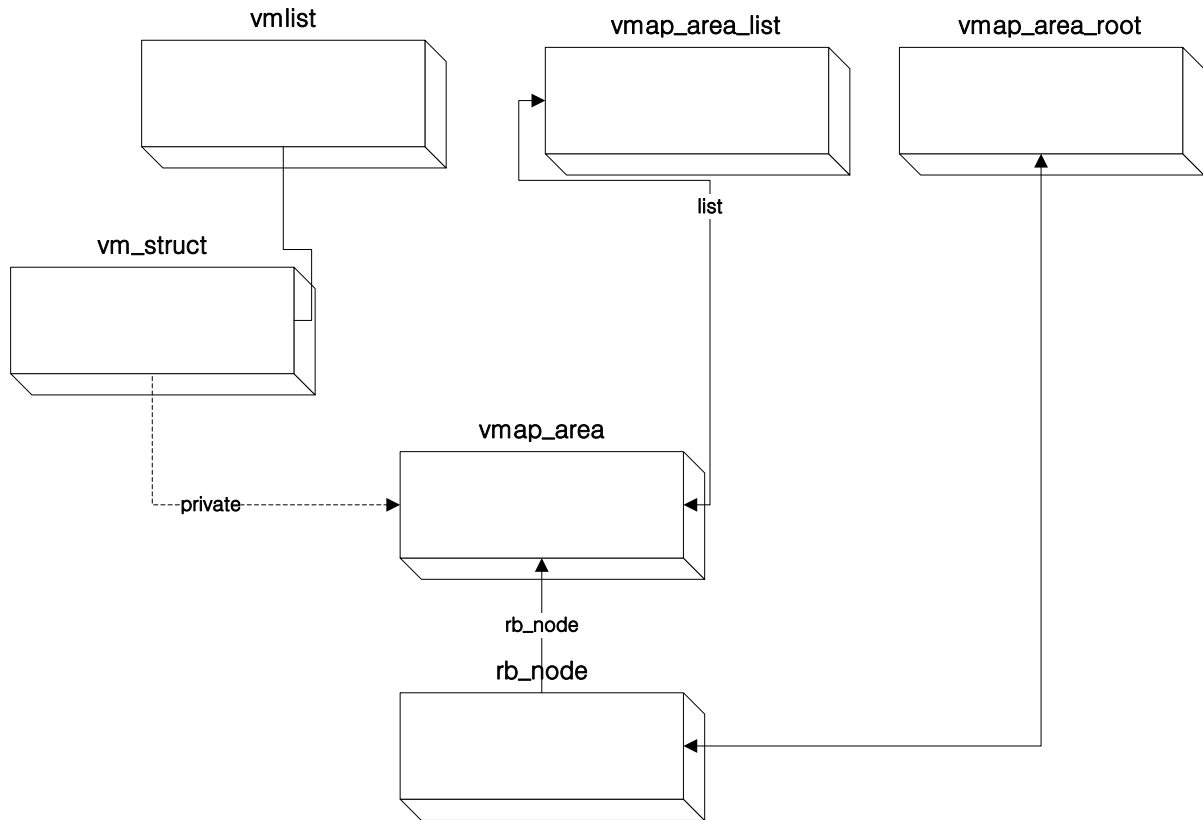 vmlist
vmap_area_list
vmap_area_root
list
vm_struct
vmap_area
private
rb_node
rb_node